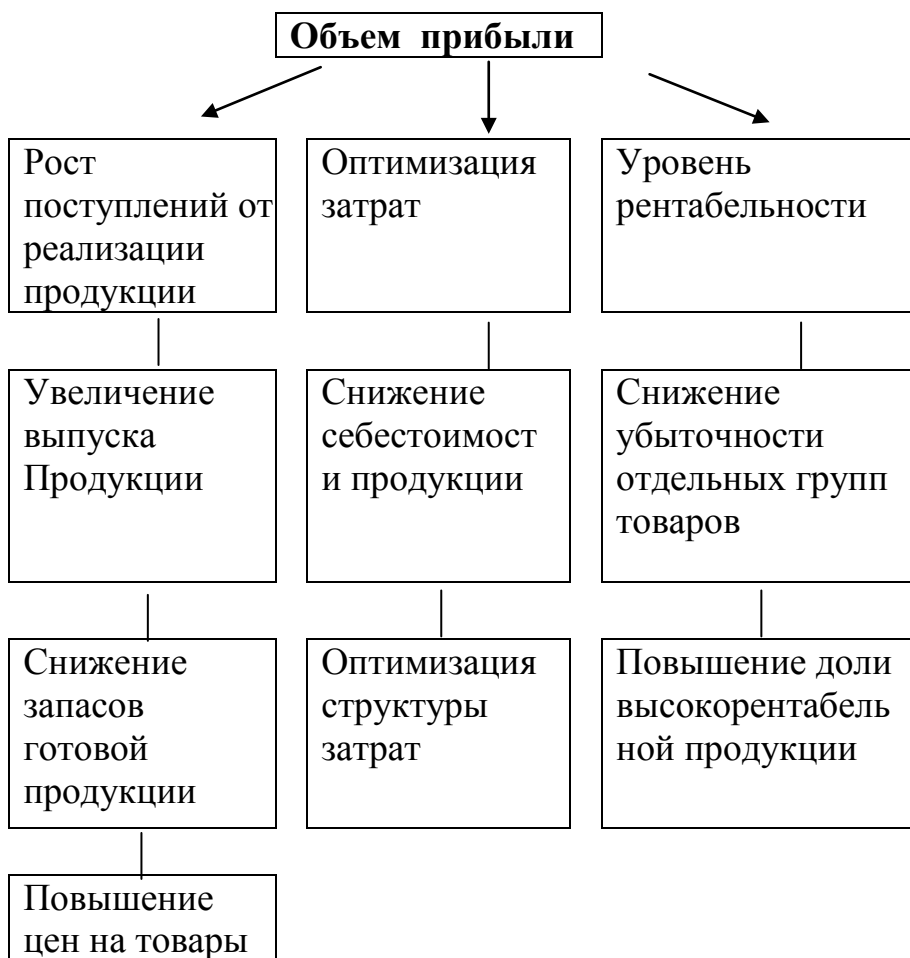 Объем прибыли
Рост
поступлений от
реализации
продукции
Оптимизация
затрат
Уровень
рентабельности
Увеличение
выпуска
Продукции
Снижение
себестоимост
и продукции
Снижение
убыточности
отдельных групп
товаров
Снижение
запасов
готовой
продукции
Оптимизация
структуры
затрат
Повышение доли
высокорентабель
ной продукции
Повышение
цен на товары